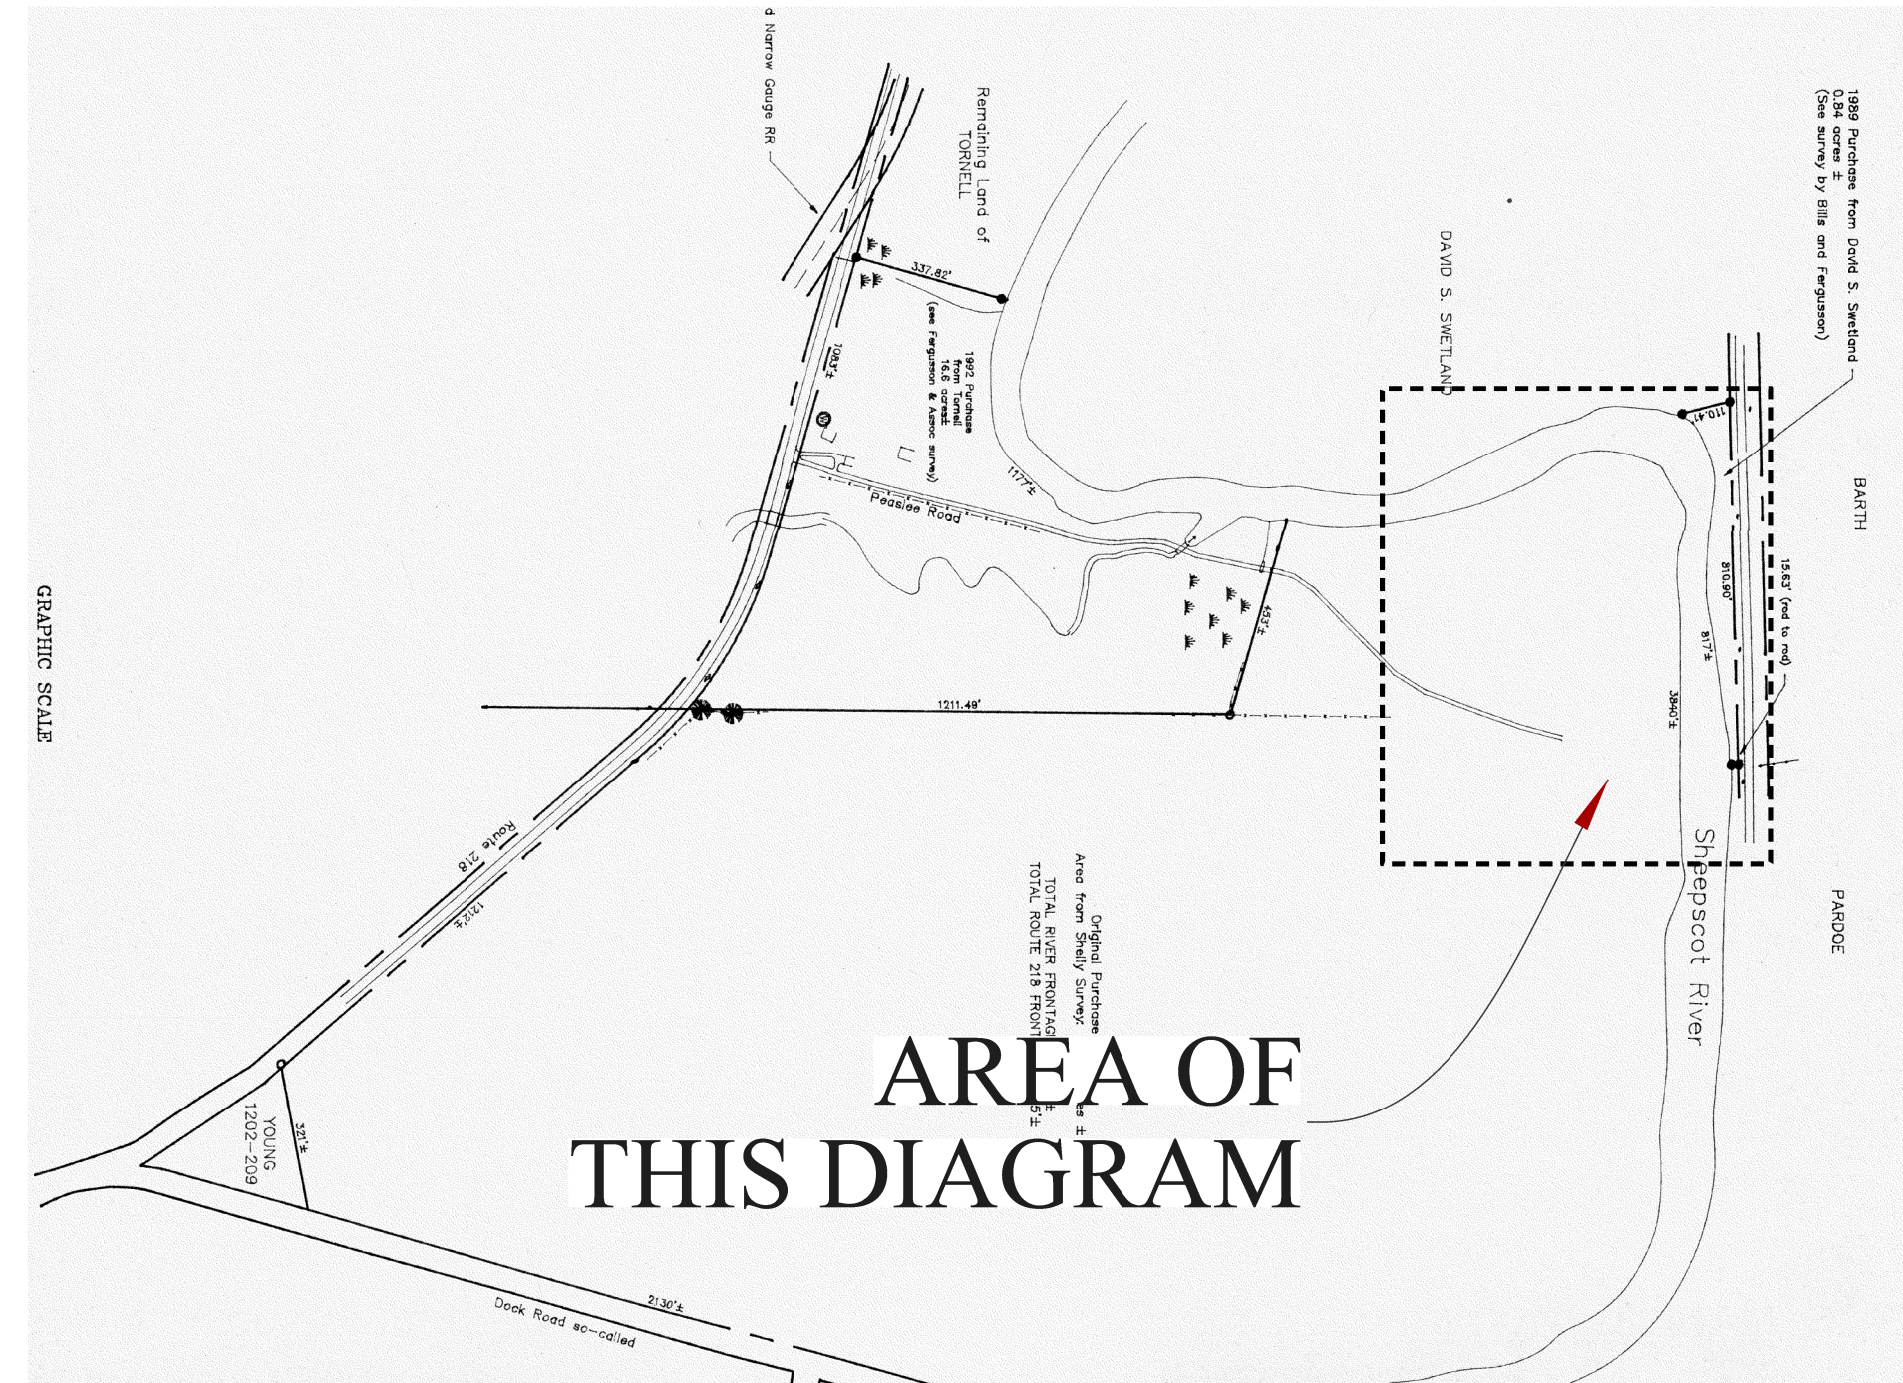 d Narrow Gauge RR
Remaining Land of
TORNELL
337.82'
1083'±
1992 Purchase
from Tornell
16.6 acres±
(see Fergusson & Assoc survey)
W
Peaslee Road
1177'±
DAVID S. SWETLAND
1989 Purchase from David S. Swetland
0.84 acres ±
(See survey by Bills and Fergusson)
110.41'
BARTH
810.90'
15.63' (rod to rod)
817'±
3840'±
453'±
1211.49'
GRAPHIC SCALE
Route 218
1212'±
Sheepscot River
PARDOE
Original Purchase
Area from Shelly Survey: es ±
TOTAL RIVER FRONTAG ±
TOTAL ROUTE 218 FRONT 5'±
AREA OF
THIS DIAGRAM
YOUNG
1202-209
321'±
2130'±
Dock Road so-called